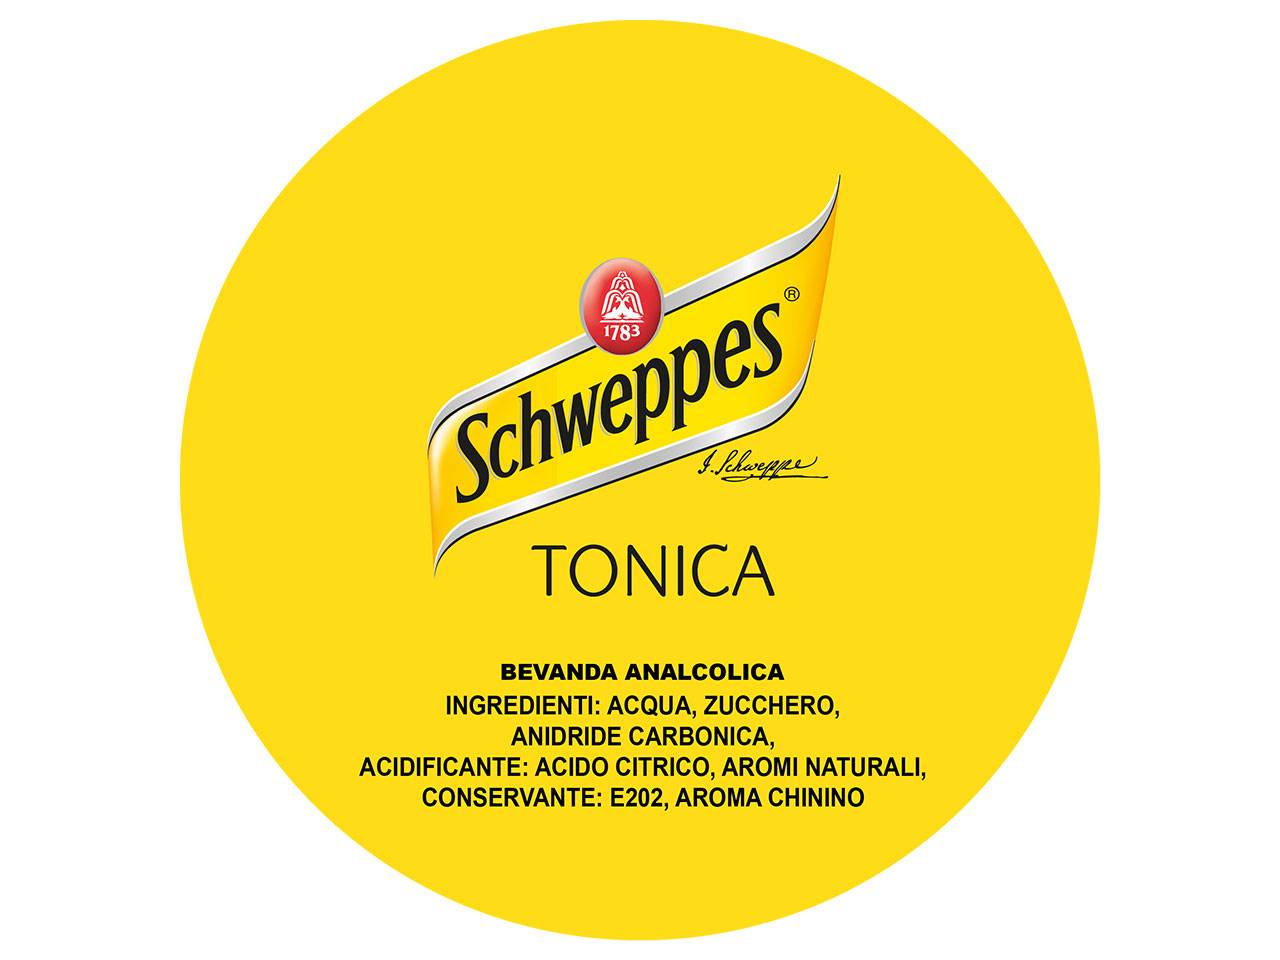 1783
Schweppes®
J. Schweppe
TONICA
BEVANDA ANALCOLICA
INGREDIENTI: ACQUA, ZUCCHERO,
ANIDRIDE CARBONICA,
ACIDIFICANTE: ACIDO CITRICO, AROMI NATURALI,
CONSERVANTE: E202, AROMA CHININO